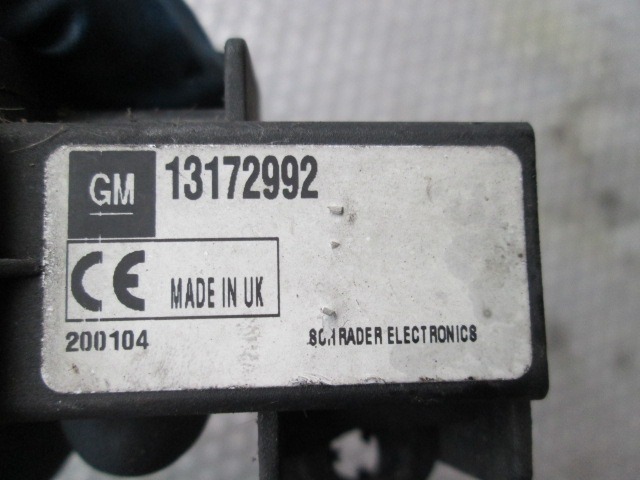 GM 13172992
CE MADE IN UK
200104 SCHRADER ELECTRONICS